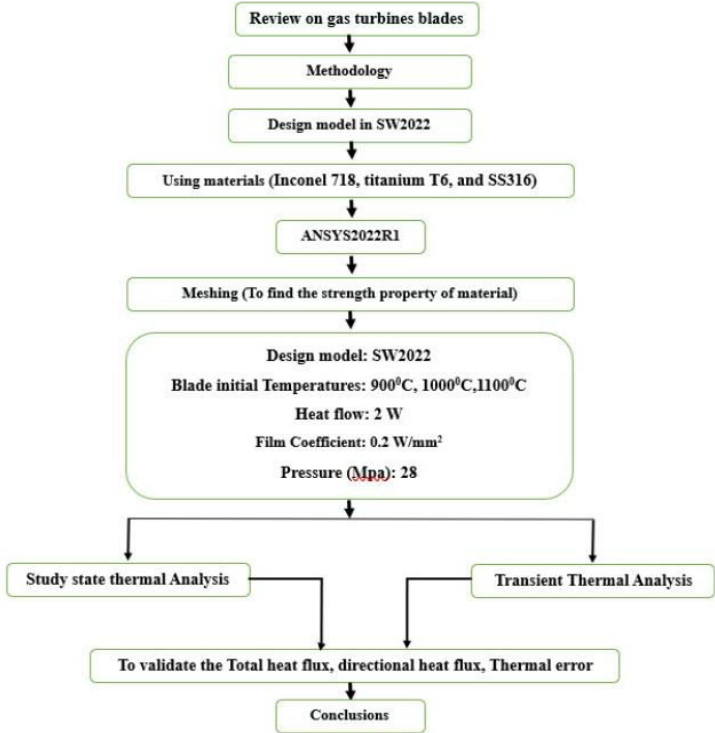 Review on gas turbines blades
Methodology
Design model in SW2022
Using materials (Inconel 718, titanium T6, and SS316)
ANSYS2022R1
Meshing (To find the strength property of material)
Design model: SW2022
Blade initial Temperatures: 900⁰C, 1000⁰C,1100⁰C
Heat flow: 2 W
Film Coefficient: 0.2 W/mm²
Pressure (Mpa): 28
Study state thermal Analysis
Transient Thermal Analysis
To validate the Total heat flux, directional heat flux, Thermal error
Conclusions